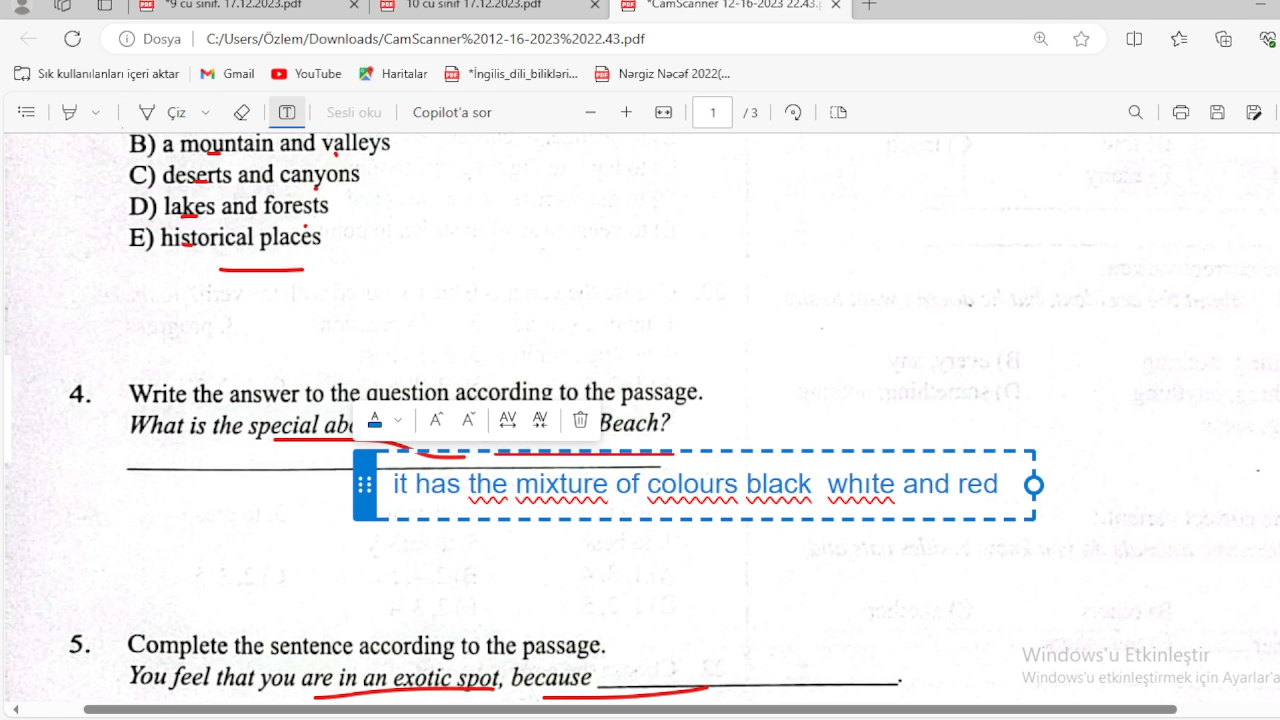 *9 cu sinif. 17.12.2023.pdf
10 cu sinif 17.12.2023.pdf
*CamScanner 12-16-2023 22.43.p
Dosya C:/Users/Özlem/Downloads/CamScanner%2012-16-2023%2022.43.pdf
Sık kullanılanları içeri aktar Gmail YouTube Haritalar *İngilis_dili_bilikləri... Nərgiz Nəcəf 2022(...
Çiz Sesli oku Copilot'a sor 1 /3
B) a mountain and valleys
C) deserts and canyons
D) lakes and forests
E) historical places
4. Write the answer to the question according to the passage.
What is the special Beach?
it has the mixture of colours black whıte and red
5. Complete the sentence according to the passage.
You feel that you are in an exotic spot, because ____.
Windows'u Etkinleştir
Windows'u etkinleştirmek için Ayarlar'a